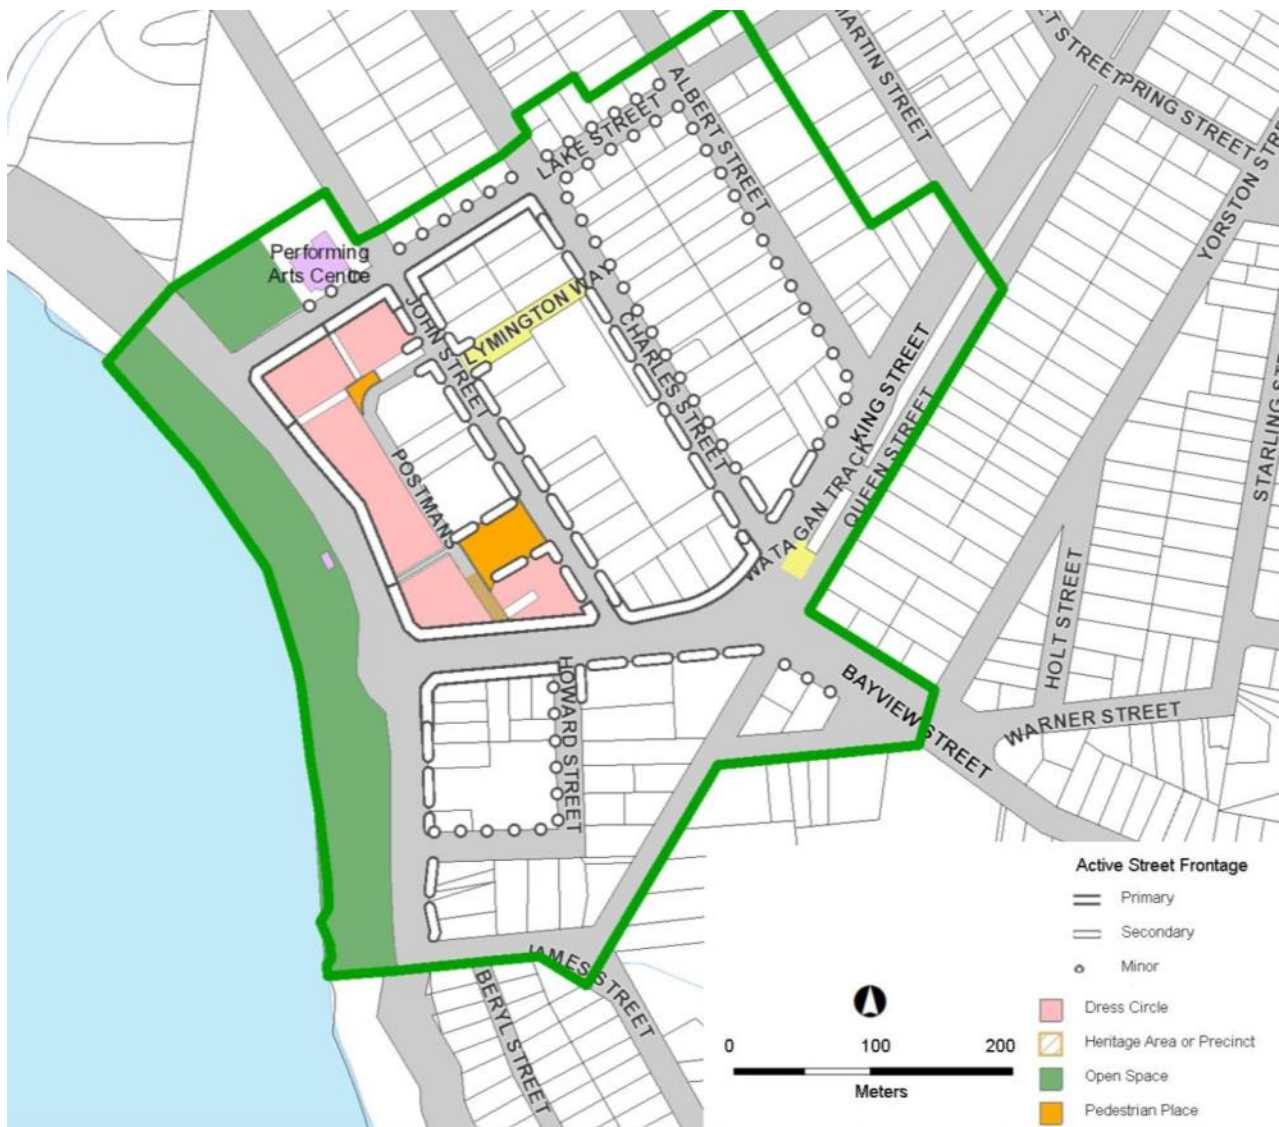 MARTIN STREET
ET STREET
PRING STREET
YORSTON STR
ALBERT STREET
LAKE STREET
Performing
Arts Centre
JOHN STREET
LYMINGTON WAY
CHARLES STREET
KING STREET
QUEEN STREET
WATAGAN TRACK
POSTMANS
STARLING STR
HOLT STREET
HOWARD STREET
BAYVIEW STREET
WARNER STREET
JAMES STREET
BERYL STREET
0 100 200
Meters
Active Street Frontage
Primary
Secondary
Minor
Dress Circle
Heritage Area or Precinct
Open Space
Pedestrian Place